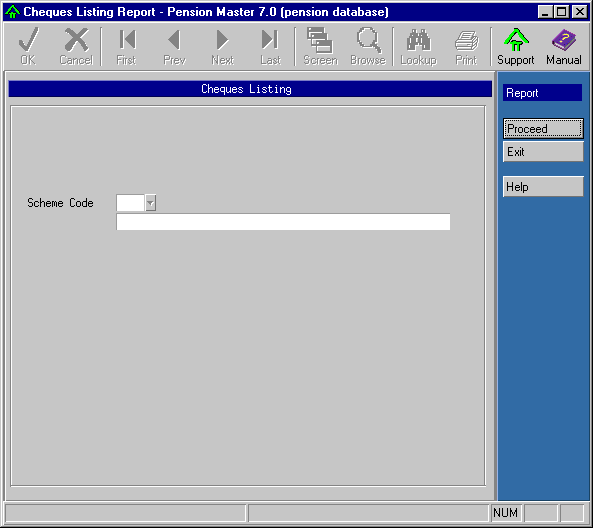 Cheques Listing Report - Pension Master 7.0 (pension database)
OK Cancel First Prev Next Last Screen Browse Lookup Print Support Manual
Cheques Listing
Report
Proceed
Exit
Help
Scheme Code
NUM